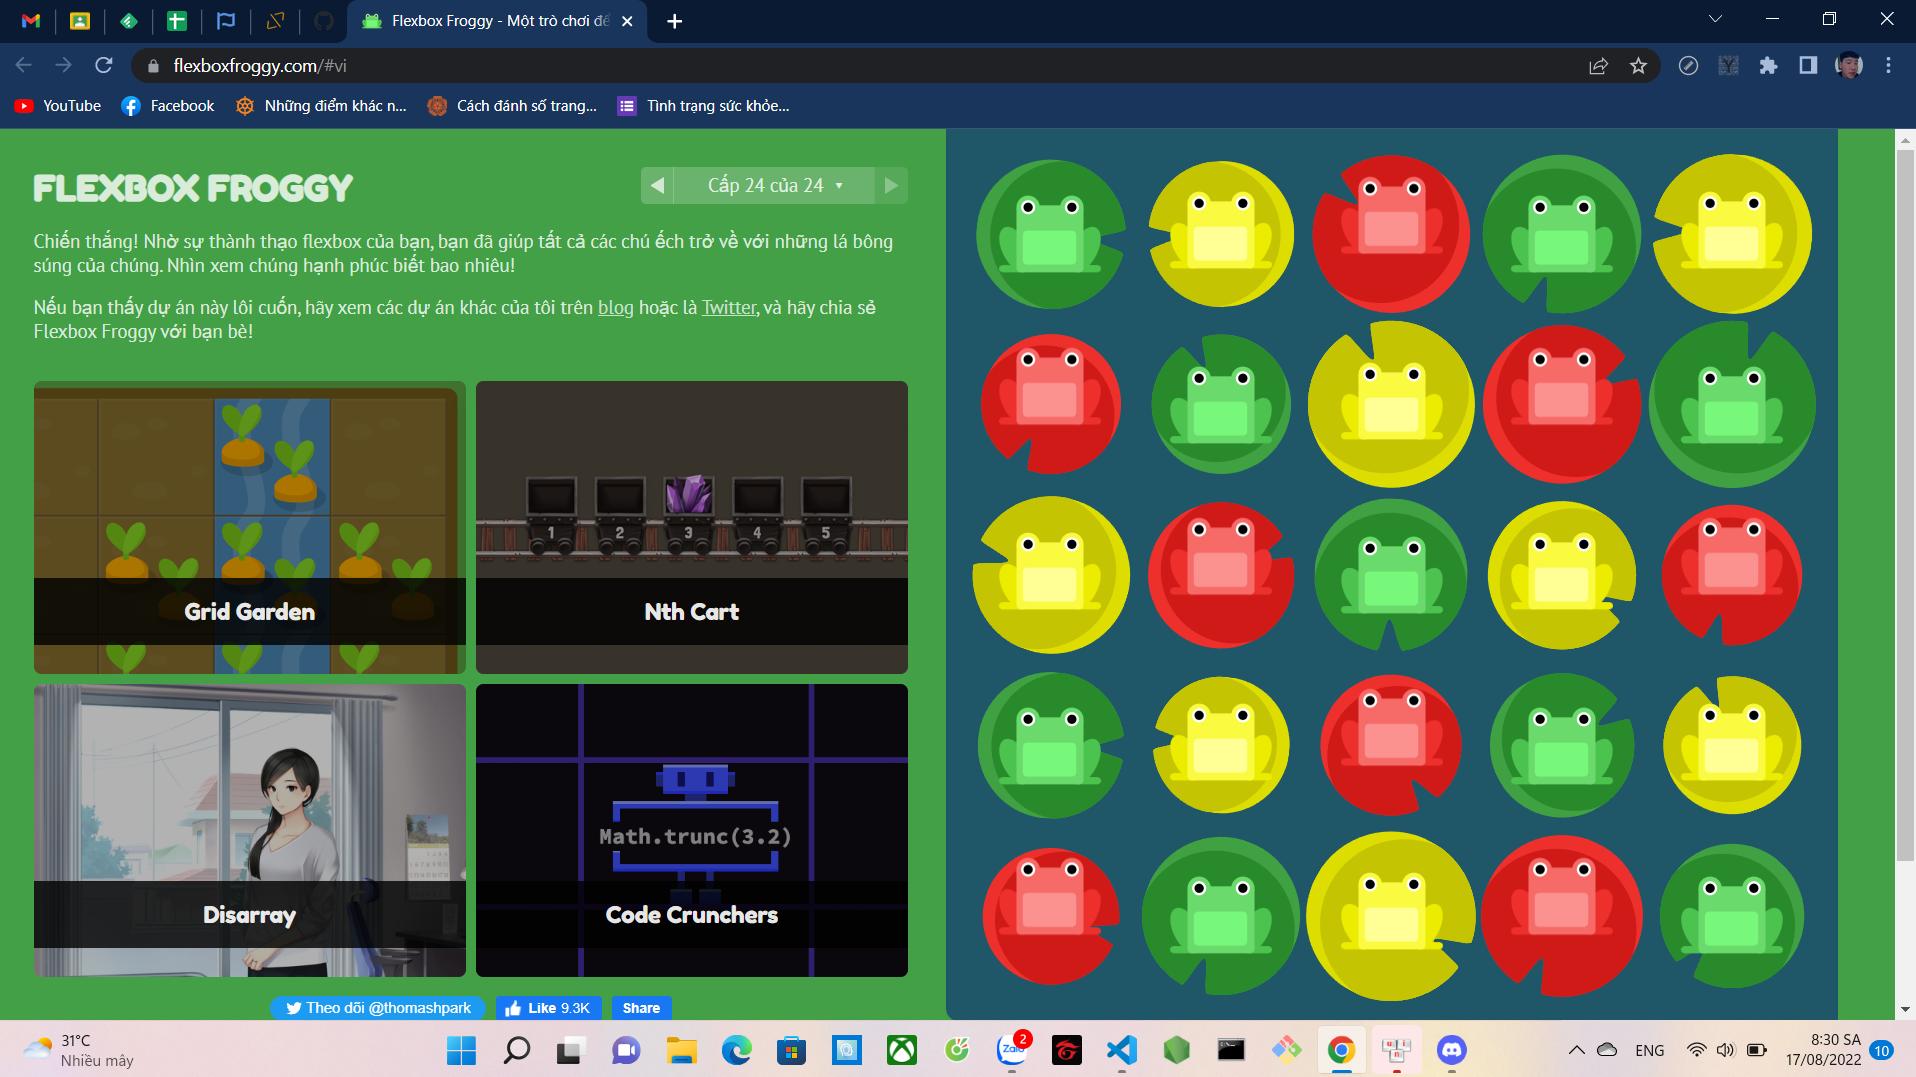 Flexbox Froggy - Một trò chơi để
flexboxfroggy.com/#vi
YouTube
Facebook
Những điểm khác n...
Cách đánh số trang...
Tình trạng sức khỏe...
FLEXBOX FROGGY
Cấp 24 của 24
Chiến thắng! Nhờ sự thành thạo flexbox của bạn, bạn đã giúp tất cả các chú ếch trở về với những lá bông
súng của chúng. Nhìn xem chúng hạnh phúc biết bao nhiêu!
Nếu bạn thấy dự án này lôi cuốn, hãy xem các dự án khác của tôi trên blog hoặc là Twitter, và hãy chia sẻ
Flexbox Froggy với bạn bè!
1 2 3 4 5
Grid Garden
Nth Cart
Math.trunc(3.2)
Disarray
Code Crunchers
Theo dõi @thomashpark
Like 9.3K
Share
31°C
Nhiều mây
Zalo
2
ENG
8:30 SA
17/08/2022
10